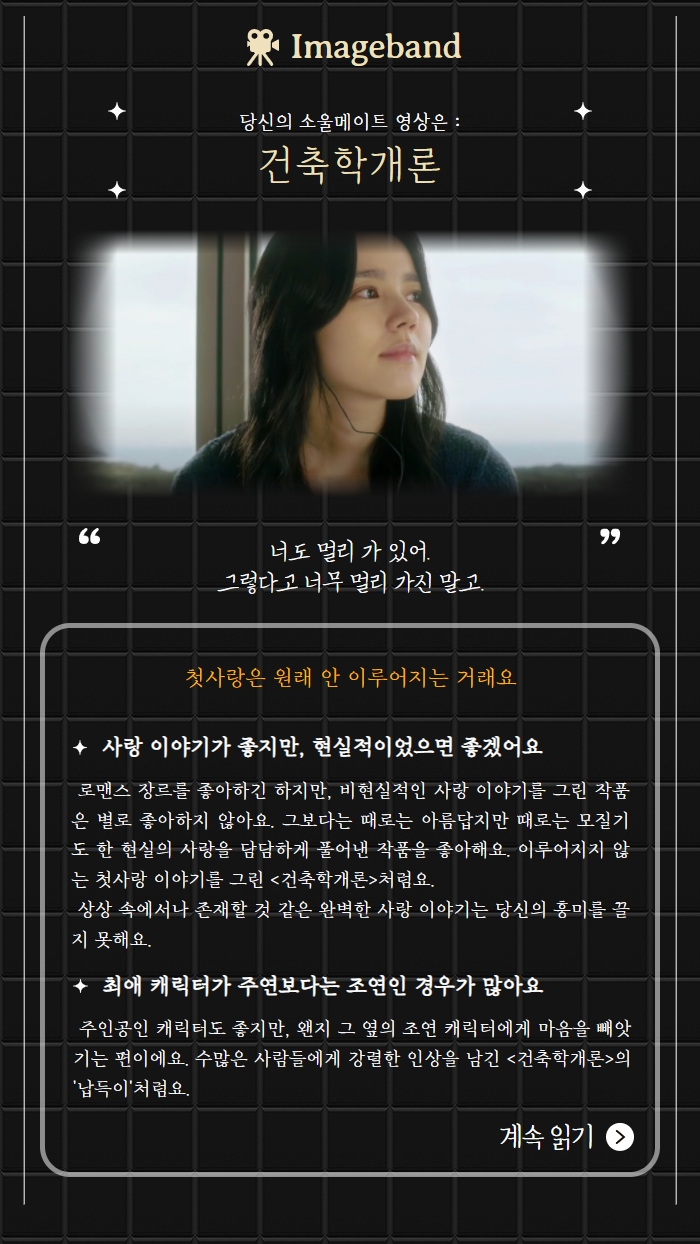 Imageband
당신의 소울메이트 영상은 :
건축학개론
“ ”
너도 멀리 가 있어.
그렇다고 너무 멀리 가진 말고.
첫사랑은 원래 안 이루어지는 거래요
✦ 사랑 이야기가 좋지만, 현실적이었으면 좋겠어요
로맨스 장르를 좋아하긴 하지만, 비현실적인 사랑 이야기를 그린 작품
은 별로 좋아하지 않아요. 그보다는 때로는 아름답지만 때로는 모질기
도 한 현실의 사랑을 담담하게 풀어낸 작품을 좋아해요. 이루어지지 않
는 첫사랑 이야기를 그린 <건축학개론>처럼요.
상상 속에서나 존재할 것 같은 완벽한 사랑 이야기는 당신의 흥미를 끌
지 못해요.
✦ 최애 캐릭터가 주연보다는 조연인 경우가 많아요
주인공인 캐릭터도 좋지만, 왠지 그 옆의 조연 캐릭터에게 마음을 빼앗
기는 편이에요. 수많은 사람들에게 강렬한 인상을 남긴 <건축학개론>의
'납득이'처럼요.
계속 읽기